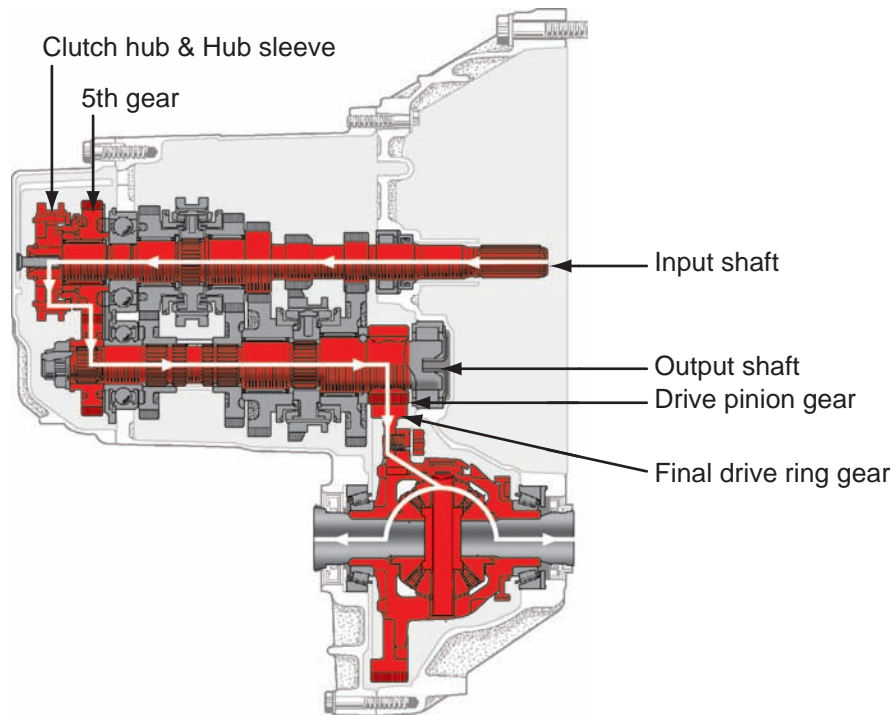 Clutch hub & Hub sleeve
5th gear
Input shaft
Output shaft
Drive pinion gear
Final drive ring gear